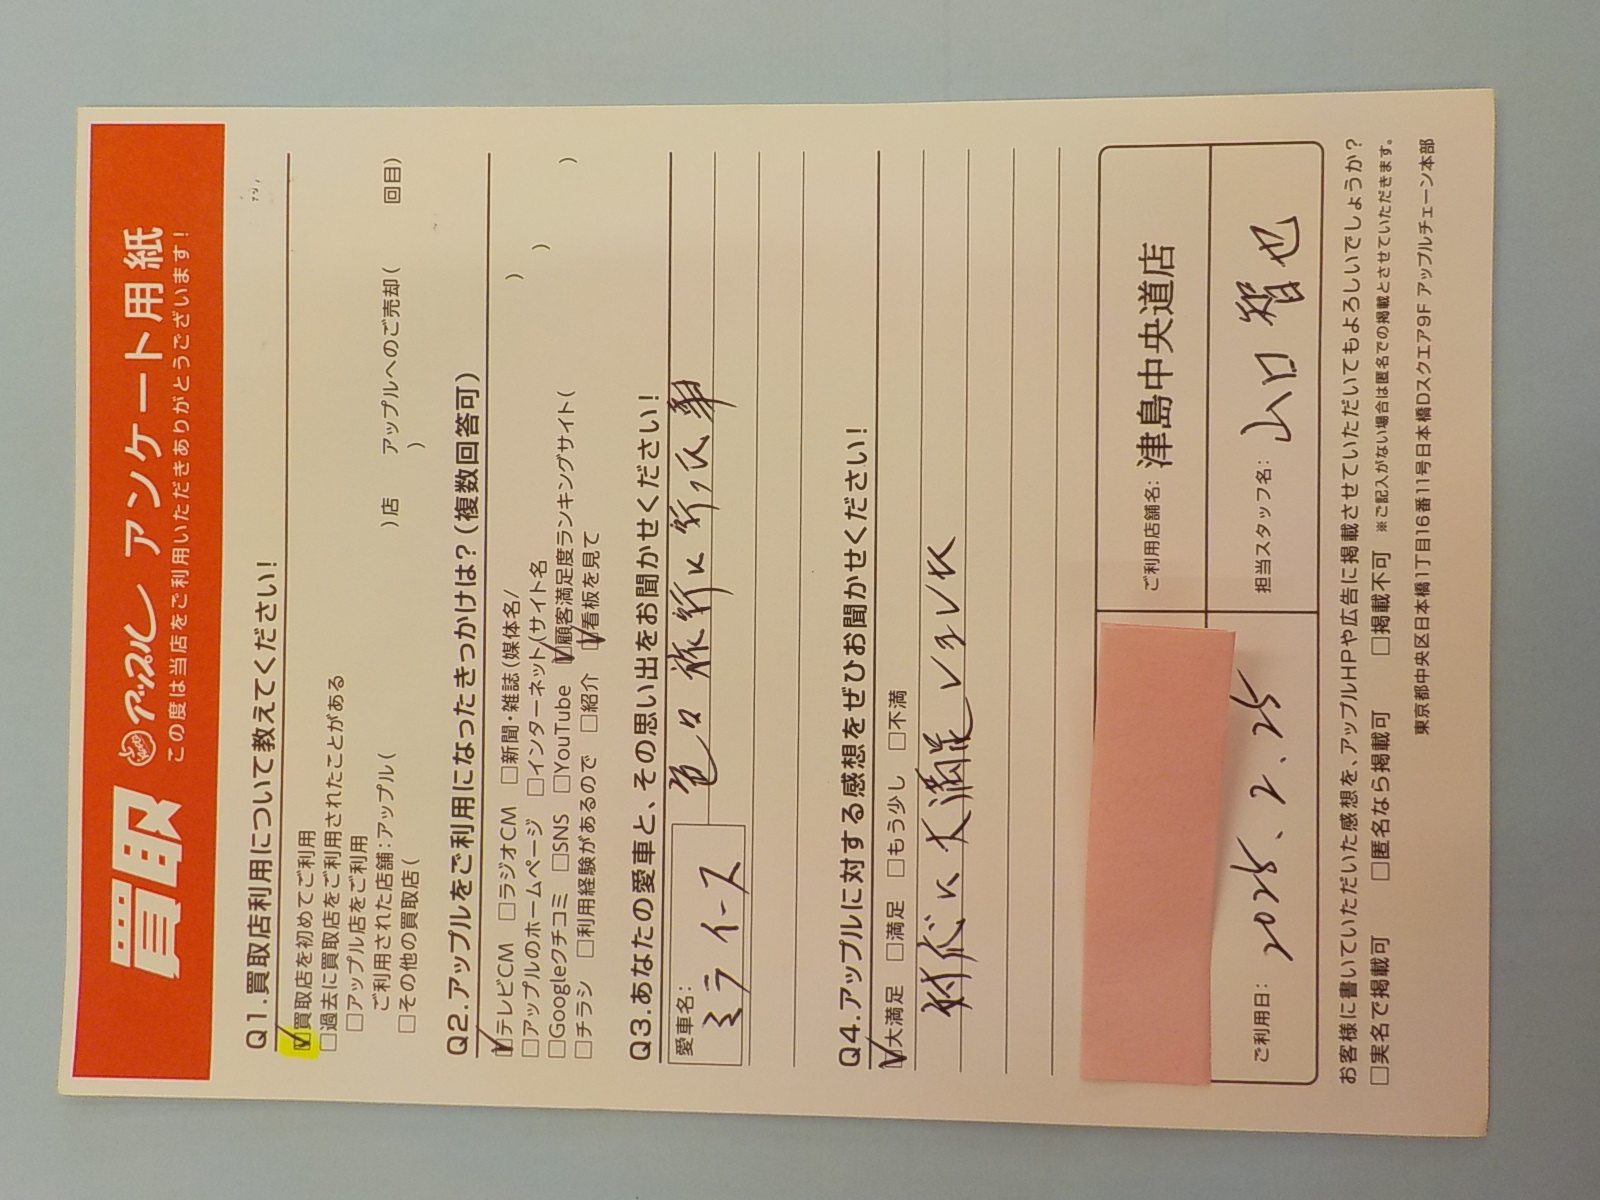 買取 アップル アンケート用紙
この度は当店をご利用いただきありがとうございます!
Q1.買取店利用について教えてください!
☑買取店を初めてご利用
□過去に買取店をご利用されたことがある
□アップル店をご利用
ご利用された店舗:アップル( )店 アップルへのご売却( 回目)
□その他の買取店( )
Q2.アップルをご利用になったきっかけは?(複数回答可)
☑テレビCM □ラジオCM □新聞・雑誌(媒体名/ )
□アップルのホームページ □インターネット(サイト名 )
□Googleクチコミ □SNS □YouTube ☑顧客満足度ランキングサイト( )
□チラシ □利用経験があるので □紹介 ☑看板を見て
Q3.あなたの愛車と、その思い出をお聞かせください!
愛車名:
ミライース
色々 旅行に行った事
Q4.アップルに対する感想をぜひお聞かせください!
☑大満足 □満足 □もう少し □不満
対応に大満足しました
ご利用店舗名: 津島中央道店
ご利用日: 2025.2.25
担当スタッフ名: 山口智也
お客様に書いていただいた感想を、アップルHPや広告に掲載させていただいてもよろしいでしょうか?
□実名で掲載可 □匿名なら掲載可 □掲載不可 ※ご記入がない場合は匿名での掲載とさせていただきます。
東京都中央区日本橋1丁目16番11号日本橋Dスクエア9F アップルチェーン本部